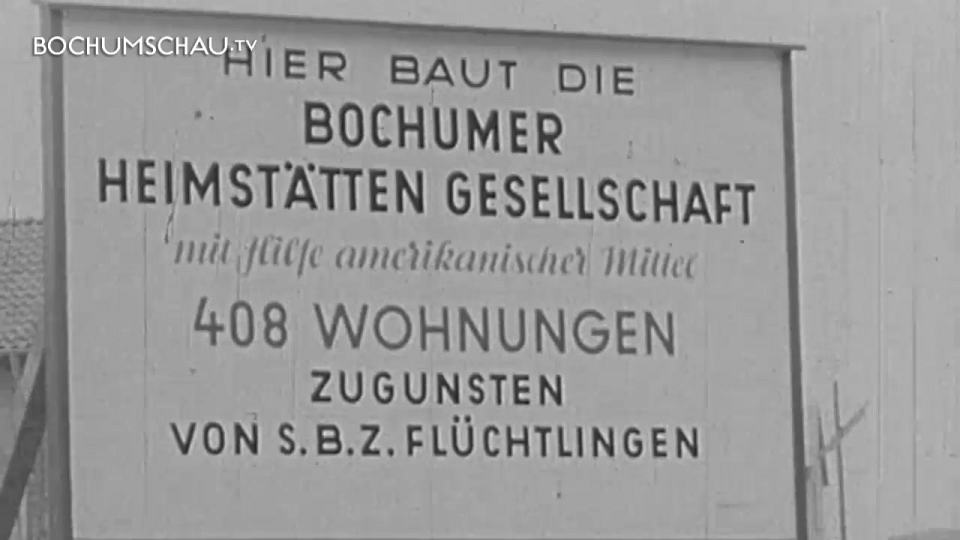 BOCHUMSCHAU.TV
HIER BAUT DIE
BOCHUMER
HEIMSTÄTTEN GESELLSCHAFT
mit Hilfe amerikanischer Mittel
408 WOHNUNGEN
ZUGUNSTEN
VON S.B.Z. FLÜCHTLINGEN